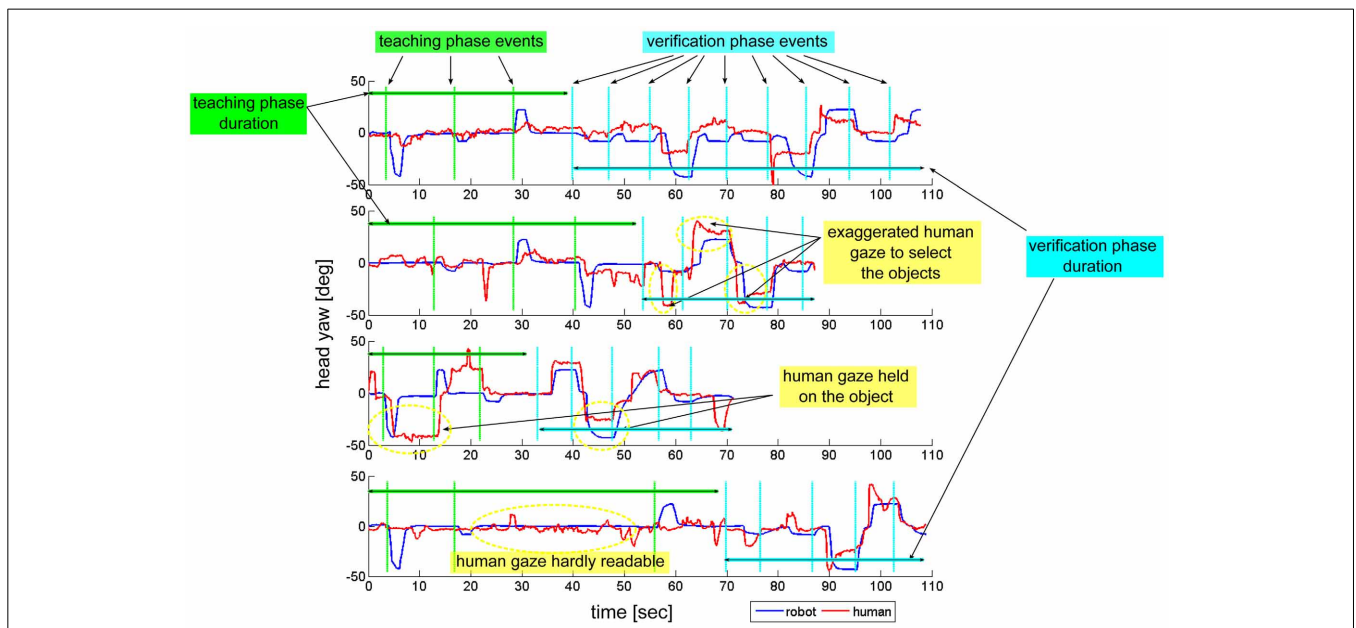 teaching phase events
verification phase events
teaching phase
duration
50
0
-50
0 10 20 30 40 50 60 70 80 90 100 110
50
0
-50
0 10 20 30 40 50 60 70 80 90 100 110
exaggerated human
gaze to select
the objects
verification phase
duration
head yaw [deg]
50
0
-50
0 10 20 30 40 50 60 70 80 90 100 110
human gaze held
on the object
50
0
-50
0 10 20 30 40 50 60 70 80 90 100 110
human gaze hardly readable
time [sec]
robot human